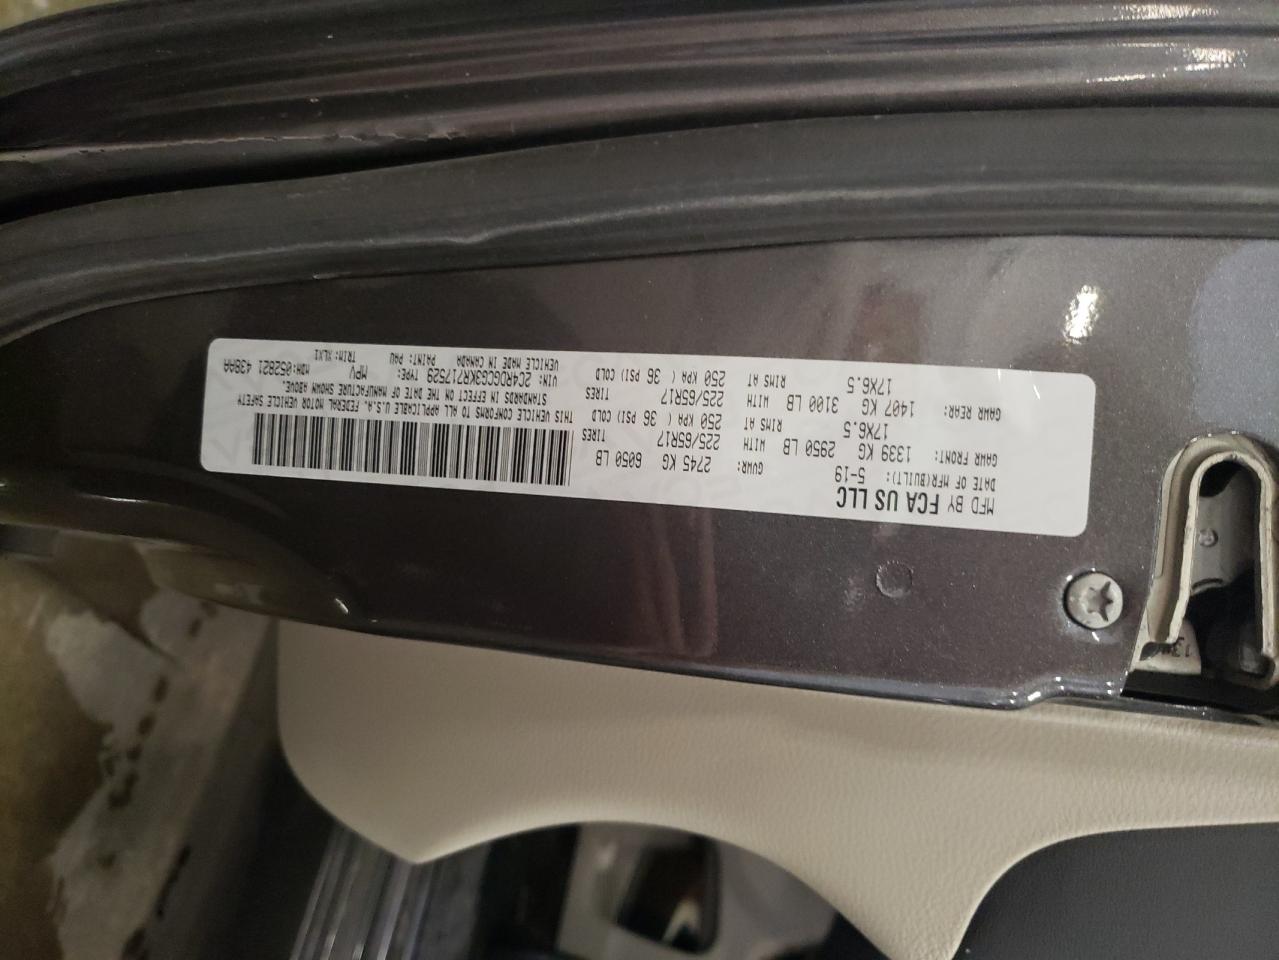 MFD BY FCA US LLC
DATE OF MFR(BUILT): 5-19 GVWR: 2745 KG 6050 LB
GAWR FRONT: 1339 KG 2950 LB WITH 225/65R17 TIRES
17X6.5 RIMS AT 250 KPA ( 36 PSI) COLD
GAWR REAR: 1407 KG 3100 LB WITH 225/65R17 TIRES
17X6.5 RIMS AT 250 KPA ( 36 PSI) COLD
THIS VEHICLE CONFORMS TO ALL APPLICABLE U.S.A. FEDERAL MOTOR VEHICLE SAFETY
STANDARDS IN EFFECT ON THE DATE OF MANUFACTURE SHOWN ABOVE.
VIN: 2C4RDGCG3KR717529 TYPE: MPV MDH:052821 438AA
VEHICLE MADE IN CANADA PAINT: PAU TRIM: XLX1